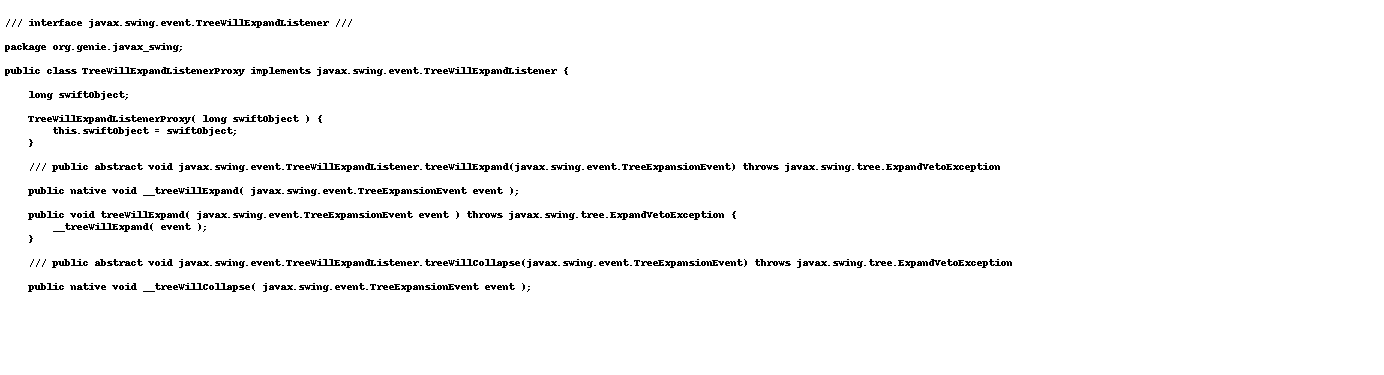 /// interface javax.swing.event.TreeWillExpandListener ///

package org.genie.javax_swing;

public class TreeWillExpandListenerProxy implements javax.swing.event.TreeWillExpandListener {

    long swiftObject;

    TreeWillExpandListenerProxy( long swiftObject ) {
        this.swiftObject = swiftObject;
    }

    /// public abstract void javax.swing.event.TreeWillExpandListener.treeWillExpand(javax.swing.event.TreeExpansionEvent) throws javax.swing.tree.ExpandVetoException

    public native void __treeWillExpand( javax.swing.event.TreeExpansionEvent event );

    public void treeWillExpand( javax.swing.event.TreeExpansionEvent event ) throws javax.swing.tree.ExpandVetoException {
        __treeWillExpand( event );
    }

    /// public abstract void javax.swing.event.TreeWillExpandListener.treeWillCollapse(javax.swing.event.TreeExpansionEvent) throws javax.swing.tree.ExpandVetoException

    public native void __treeWillCollapse( javax.swing.event.TreeExpansionEvent event );